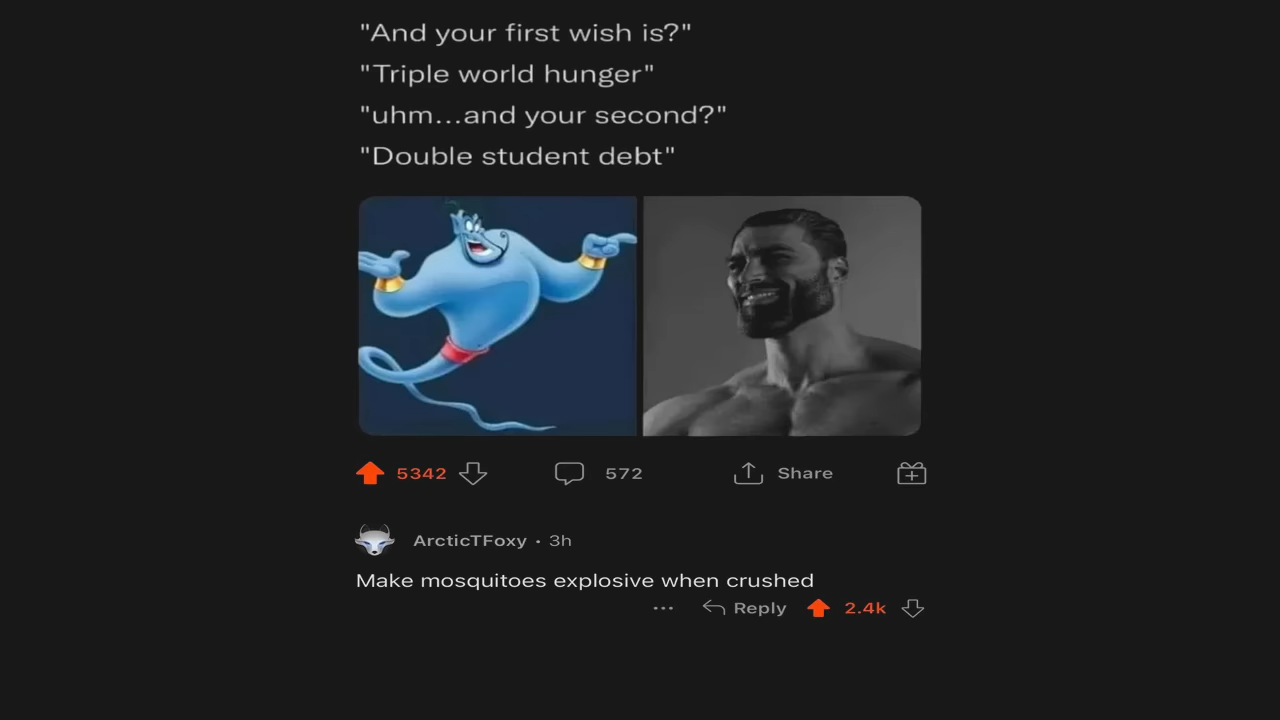 "And your first wish is?"
"Triple world hunger"
"uhm...and your second?"
"Double student debt"
5342
572
Share
ArcticTFoxy · 3h
Make mosquitoes explosive when crushed
... Reply 2.4k